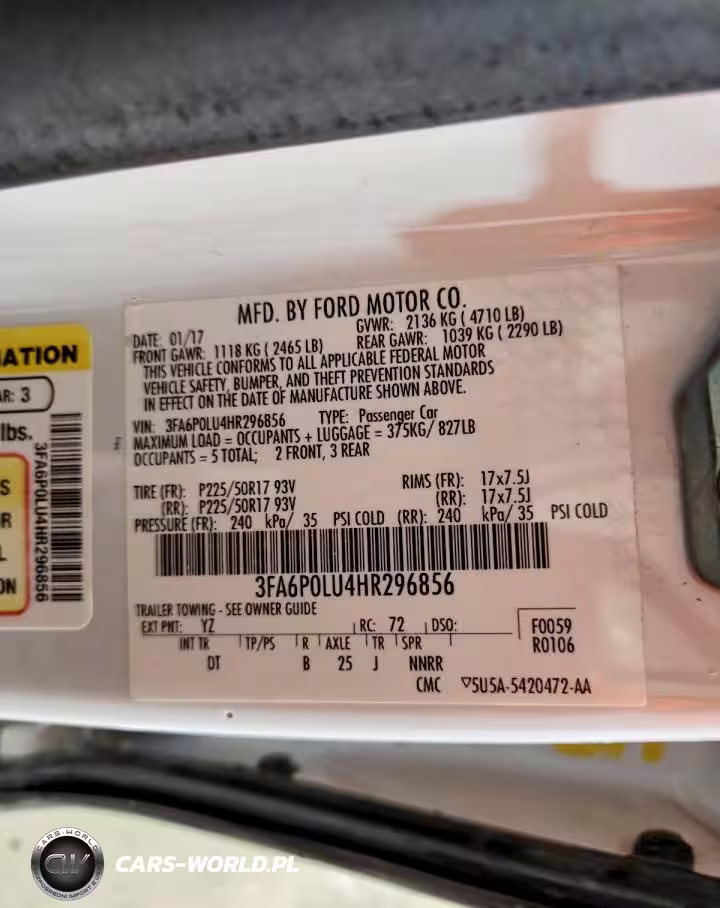 MFD. BY FORD MOTOR CO.
DATE: 01/17 GVWR: 2136 KG ( 4710 LB)
FRONT GAWR: 1118 KG ( 2465 LB) REAR GAWR: 1039 KG ( 2290 LB)
THIS VEHICLE CONFORMS TO ALL APPLICABLE FEDERAL MOTOR
VEHICLE SAFETY, BUMPER, AND THEFT PREVENTION STANDARDS
IN EFFECT ON THE DATE OF MANUFACTURE SHOWN ABOVE.
VIN: 3FA6P0LU4HR296856 TYPE: Passenger Car
MAXIMUM LOAD = OCCUPANTS + LUGGAGE = 375KG/ 827LB
OCCUPANTS = 5 TOTAL; 2 FRONT, 3 REAR
TIRE (FR): P225/50R17 93V RIMS (FR): 17x7.5J
(RR): P225/50R17 93V (RR): 17x7.5J
PRESSURE (FR): 240 kPa/ 35 PSI COLD (RR): 240 kPa/ 35 PSI COLD
3FA6P0LU4HR296856
TRAILER TOWING - SEE OWNER GUIDE
EXT PNT: YZ RC: 72 DSO: F0059
INT TR TP/PS R AXLE TR SPR R0106
DT B 25 J NNRR
CMC ▽5U5A-5420472-AA
AR: 3
lbs.
3FA6P0LU4HR296856
CARS-WORLD
CW
CARS-WORLD.PL